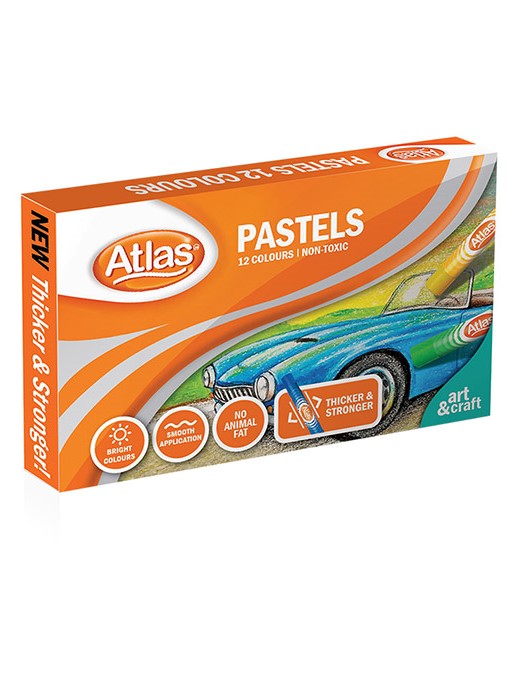 PASTELS 12 COLOURS
Atlas
NEW Thicker & Stronger!
Atlas®
PASTELS
12 COLOURS | NON-TOXIC
Atlas
Atlas
BRIGHT
COLOURS
SMOOTH
APPLICATION
NO
ANIMAL
FAT
Atlas
THICKER &
STRONGER
art
&craft